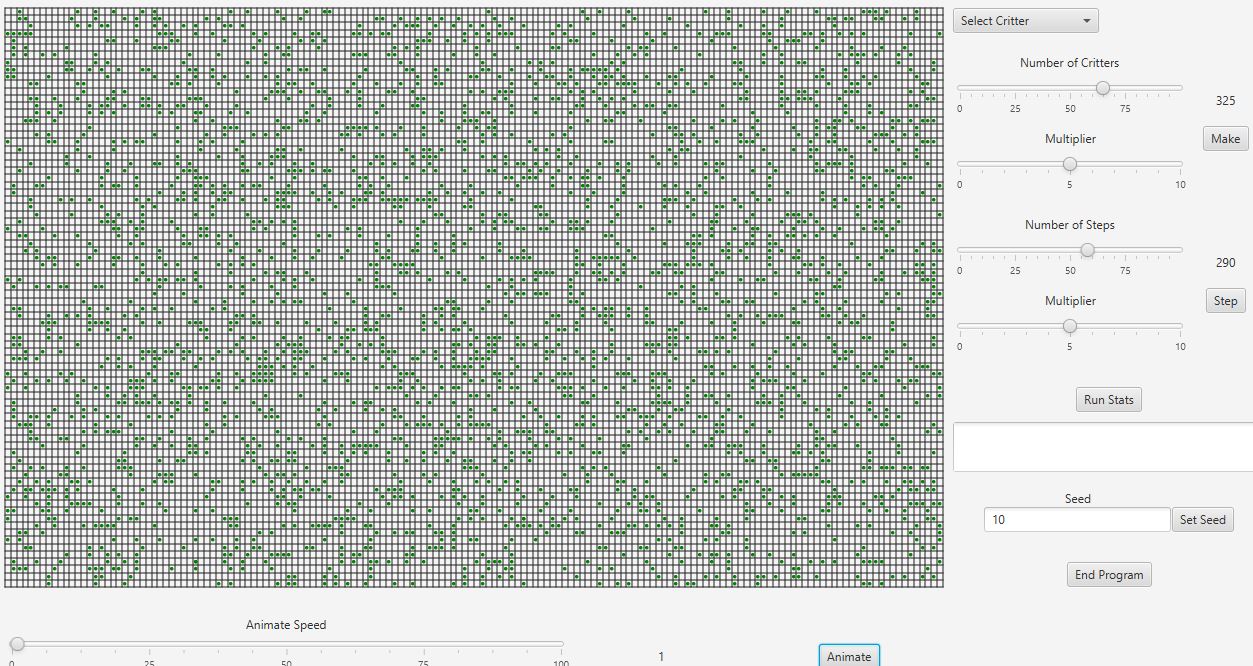 Select Critter
Number of Critters
0 25 50 75
325
Multiplier
Make
0 5 10
Number of Steps
0 25 50 75
290
Multiplier
Step
0 5 10
Run Stats
Seed
10 Set Seed
End Program
Animate Speed
1 Animate
0 25 50 75 100